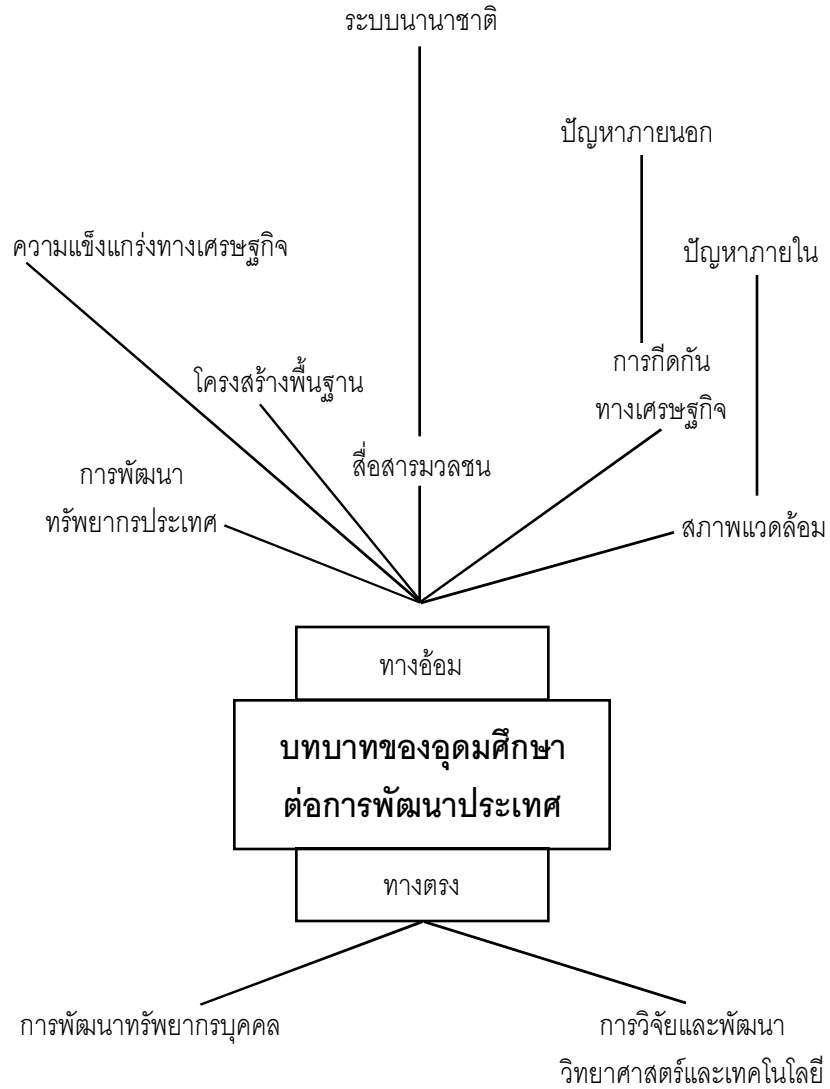 ระบบนานาชาติ
ปัญหาภายนอก
ความแข็งแกร่งทางเศรษฐกิจ
ปัญหาภายใน
โครงสร้างพื้นฐาน
การกีดกัน
ทางเศรษฐกิจ
สื่อสารมวลชน
การพัฒนา
ทรัพยากรประเทศ
สภาพแวดล้อม
ทางอ้อม
บทบาทของอุดมศึกษา
ต่อการพัฒนาประเทศ
ทางตรง
การพัฒนาทรัพยากรบุคคล
การวิจัยและพัฒนา
วิทยาศาสตร์และเทคโนโลยี